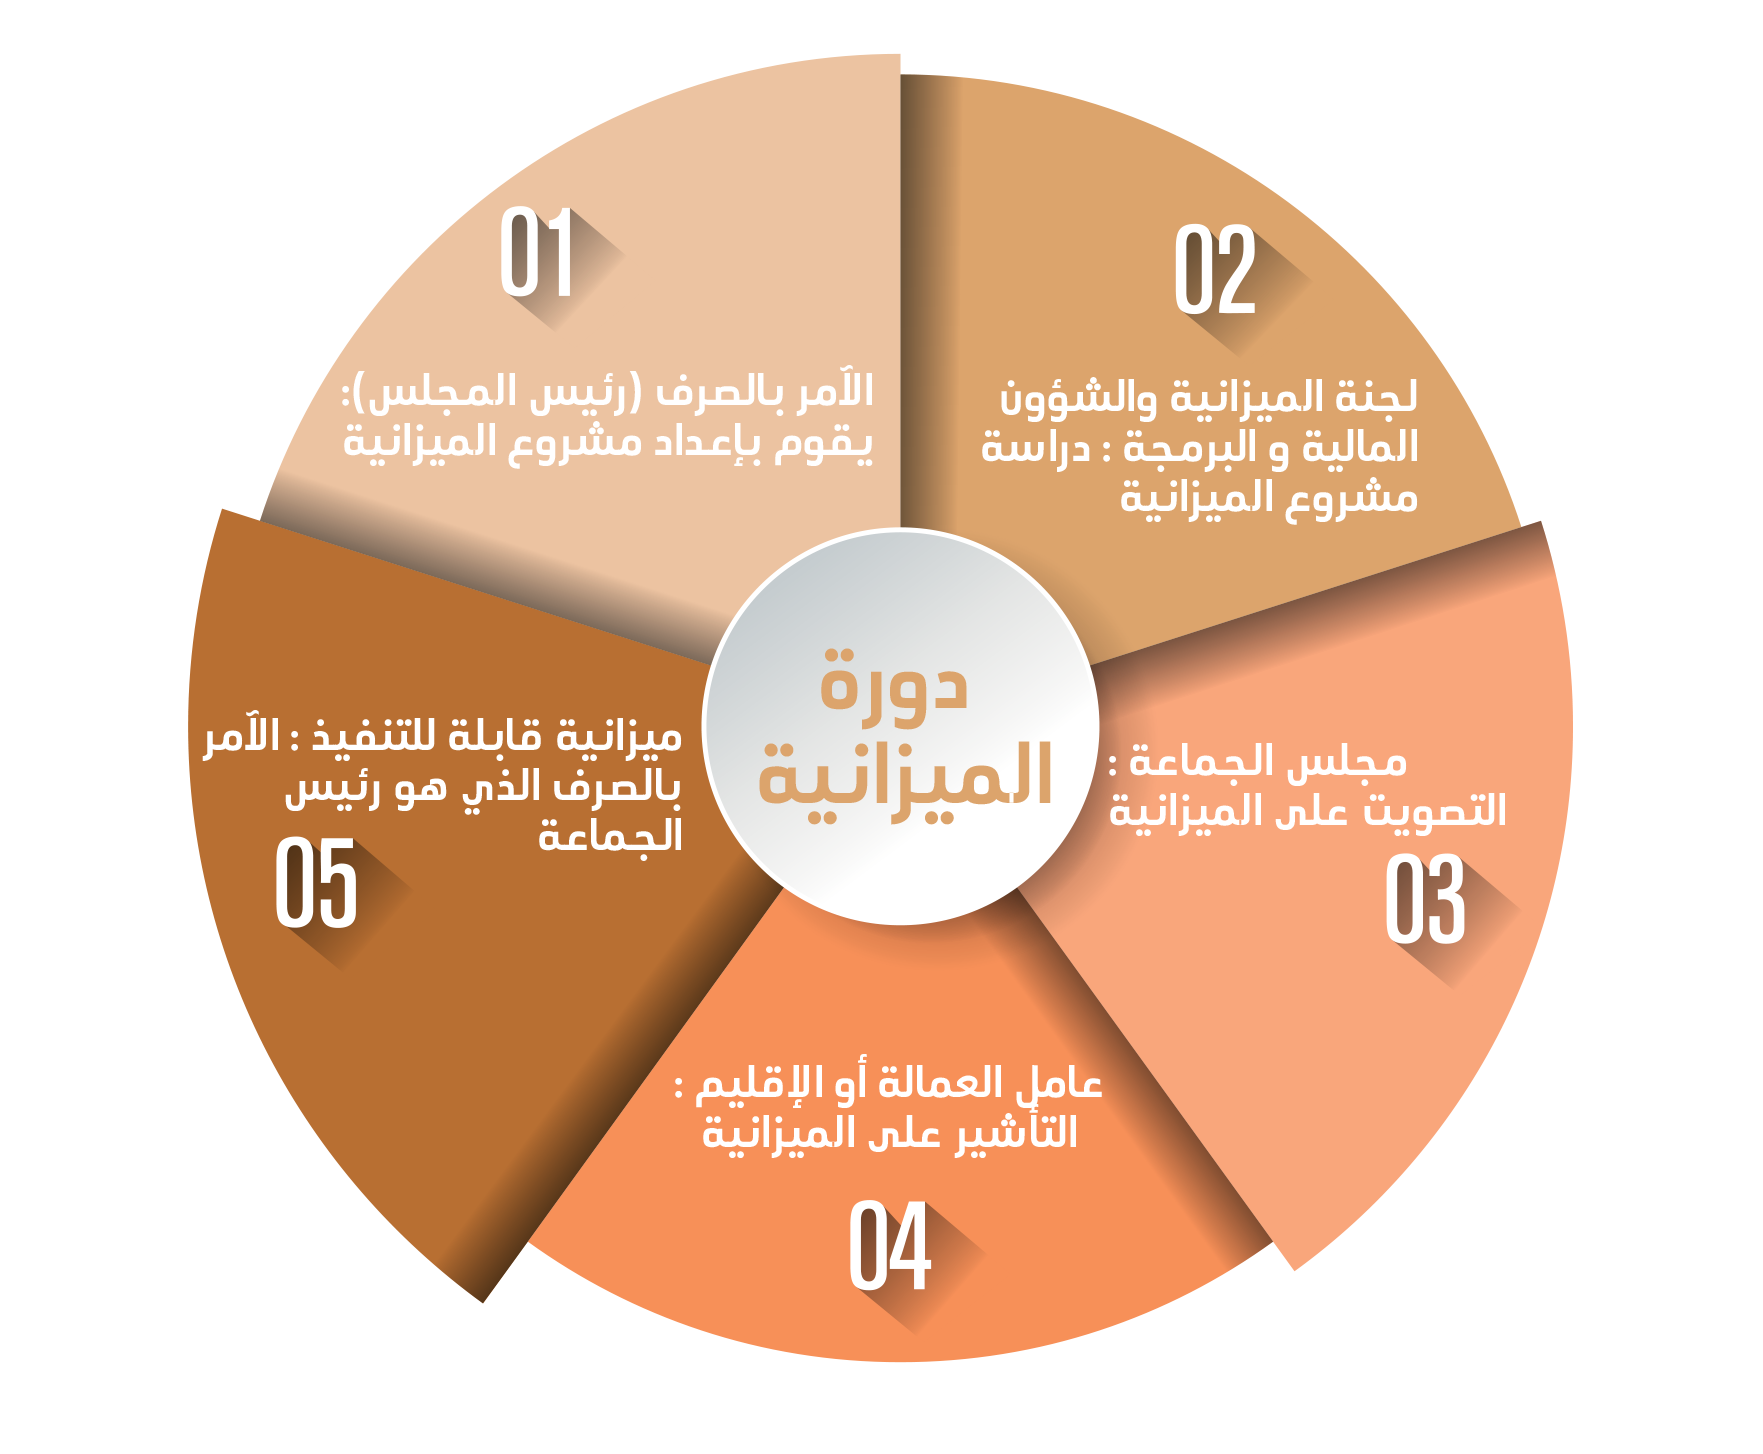 دورة
الميزانية
01
الآمر بالصرف (رئيس المجلس):
يقوم بإعداد مشروع الميزانية
02
لجنة الميزانية والشؤون
المالية و البرمجة : دراسة
مشروع الميزانية
مجلس الجماعة :
التصويت على الميزانية
03
عامل العمالة أو الإقليم :
التأشير على الميزانية
04
ميزانية قابلة للتنفيذ : الآمر
بالصرف الذي هو رئيس
الجماعة
05